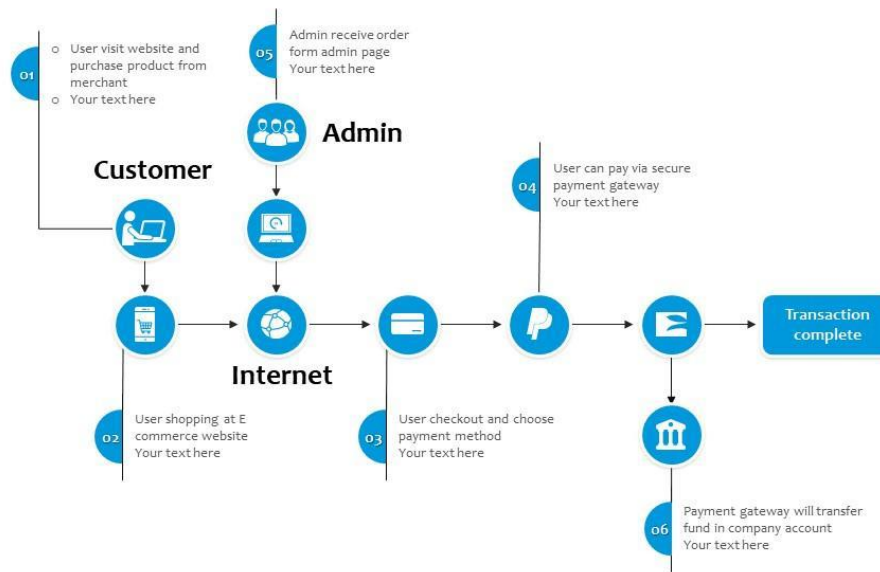 01
User visit website and
purchase product from
merchant
Your text here
05
Admin receive order
form admin page
Your text here
Admin
Customer
04
User can pay via secure
payment gateway
Your text here
Transaction
complete
Internet
02
User shopping at E
commerce website
Your text here
03
User checkout and choose
payment method
Your text here
06
Payment gateway will transfer
fund in company account
Your text here